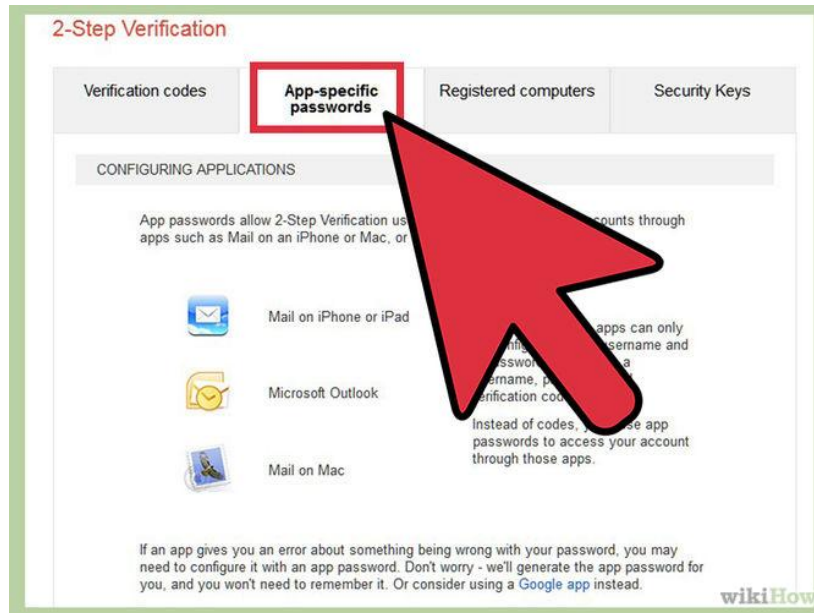 2-Step Verification
Verification codes
App-specific
passwords
Registered computers
Security Keys
CONFIGURING APPLICATIONS
App passwords allow 2-Step Verification through
apps such as Mail on an iPhone or Mac, or
Mail on iPhone or iPad
Microsoft Outlook
Mail on Mac
apps can only
and
a
Instead of codes, app
passwords to access your account
through those apps.
If an app gives you an error about something being wrong with your password, you may
need to configure it with an app password. Don't worry - we'll generate the app password for
you, and you won't need to remember it. Or consider using a Google app instead.
wikiHow